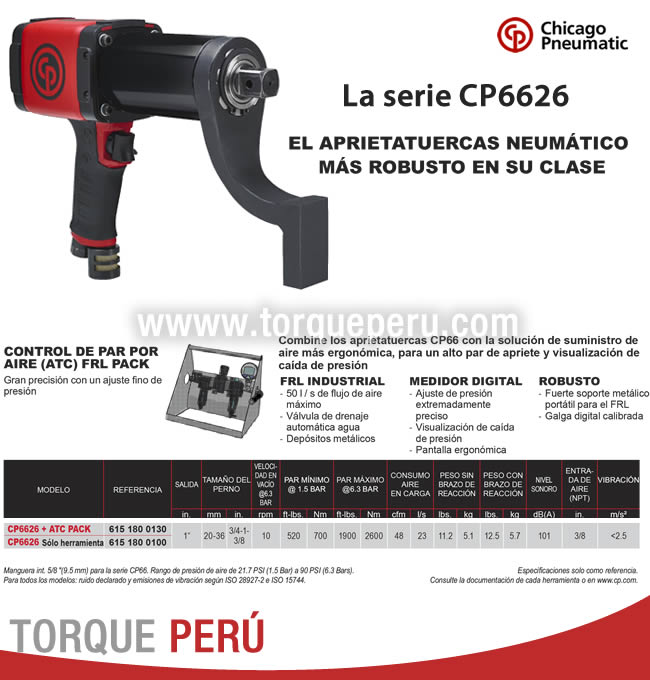 CP
CP
Chicago
Pneumatic
La serie CP6626
EL APRIETATUERCAS NEUMÁTICO
MÁS ROBUSTO EN SU CLASE
www.torqueperu.com
CONTROL DE PAR POR
AIRE (ATC) FRL PACK
Gran precisión con un ajuste fino de
presión
Combine los aprietatuercas CP66 con la solución de suministro de
aire más ergonómica, para un alto par de apriete y visualización de
caída de presión
FRL INDUSTRIAL
- 50 l / s de flujo de aire
máximo
- Válvula de drenaje
automática agua
- Depósitos metálicos
MEDIDOR DIGITAL
- Ajuste de presión
extremadamente
preciso
- Visualización de caída
de presión
- Pantalla ergonómica
ROBUSTO
- Fuerte soporte metálico
portátil para el FRL
- Galga digital calibrada
MODELO REFERENCIA SALIDA TAMAÑO DEL PERNO VELOCI-DAD EN VACÍO @6.3 BAR PAR MÍNIMO @ 1.5 BAR PAR MÁXIMO @6.3 BAR CONSUMO AIRE EN CARGA PESO SIN BRAZO DE REACCIÓN PESO CON BRAZO DE REACCIÓN NIVEL SONORO ENTRA-DA DE AIRE (NPT) VIBRACIÓN
in. mm in. rpm ft-lbs. Nm ft-lbs. Nm cfm l/s lbs. kg lbs. kg dB(A) in. m/s²
CP6626 + ATC PACK 615 180 0130
CP6626 Sólo herramienta 615 180 0100
1" 20-36 3/4-1-3/8 10 520 700 1900 2600 48 23 11.2 5.1 12.5 5.7 101 3/8 <2.5
Manguera int. 5/8 "(9.5 mm) para la serie CP66. Rango de presión de aire de 21.7 PSI (1.5 Bar) a 90 PSI (6.3 Bars).
Para todos los modelos: ruido declarado y emisiones de vibración según ISO 28927-2 e ISO 15744.
Especificaciones solo como referencia.
Consulte la documentación de cada herramienta o en www.cp.com.
TORQUE PERÚ